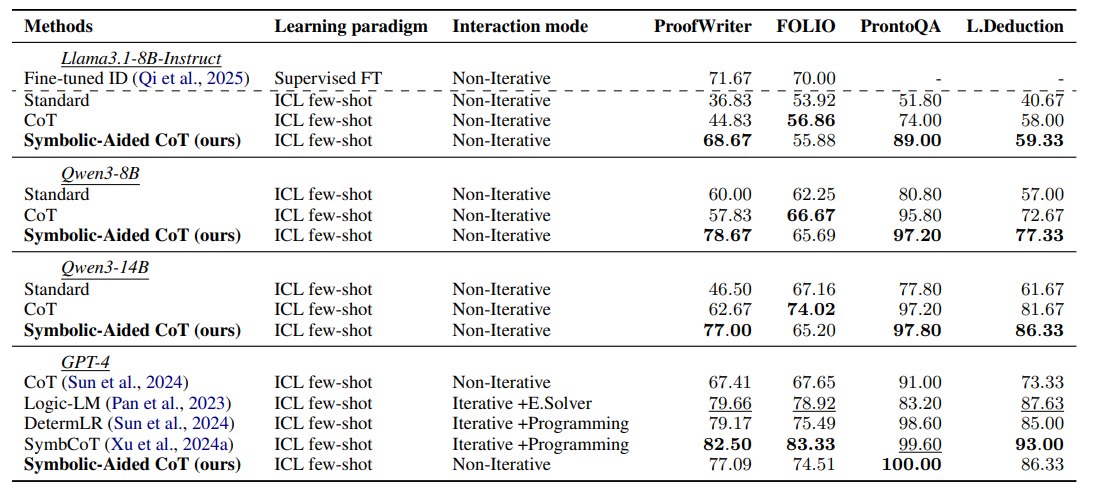 Methods Learning paradigm Interaction mode ProofWriter FOLIO ProntoQA L.Deduction
Llama3.1-8B-Instruct
Fine-tuned ID (Qi et al., 2025) Supervised FT Non-Iterative 71.67 70.00 - -
Standard ICL few-shot Non-Iterative 36.83 53.92 51.80 40.67
CoT ICL few-shot Non-Iterative 44.83 56.86 74.00 58.00
Symbolic-Aided CoT (ours) ICL few-shot Non-Iterative 68.67 55.88 89.00 59.33
Qwen3-8B
Standard ICL few-shot Non-Iterative 60.00 62.25 80.80 57.00
CoT ICL few-shot Non-Iterative 57.83 66.67 95.80 72.67
Symbolic-Aided CoT (ours) ICL few-shot Non-Iterative 78.67 65.69 97.20 77.33
Qwen3-14B
Standard ICL few-shot Non-Iterative 46.50 67.16 77.80 61.67
CoT ICL few-shot Non-Iterative 62.67 74.02 97.20 81.67
Symbolic-Aided CoT (ours) ICL few-shot Non-Iterative 77.00 65.20 97.80 86.33
GPT-4
CoT (Sun et al., 2024) ICL few-shot Non-Iterative 67.41 67.65 91.00 73.33
Logic-LM (Pan et al., 2023) ICL few-shot Iterative +E.Solver 79.66 78.92 83.20 87.63
DetermLR (Sun et al., 2024) ICL few-shot Iterative +Programming 79.17 75.49 98.60 85.00
SymbCoT (Xu et al., 2024a) ICL few-shot Iterative +Programming 82.50 83.33 99.60 93.00
Symbolic-Aided CoT (ours) ICL few-shot Non-Iterative 77.09 74.51 100.00 86.33